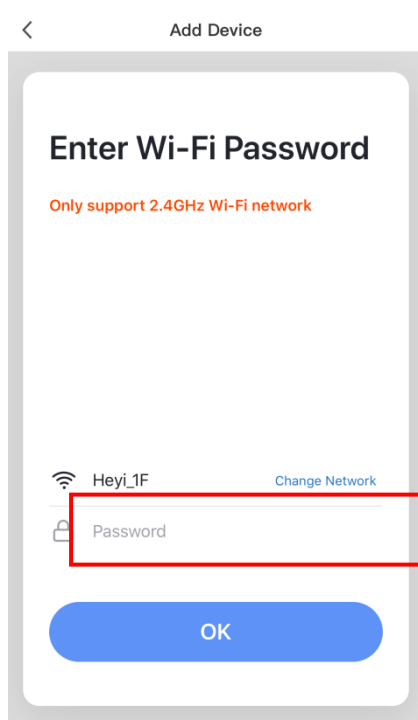 Add Device
Enter Wi-Fi Password
Only support 2.4GHz Wi-Fi network
Heyi_1F Change Network
Password
OK